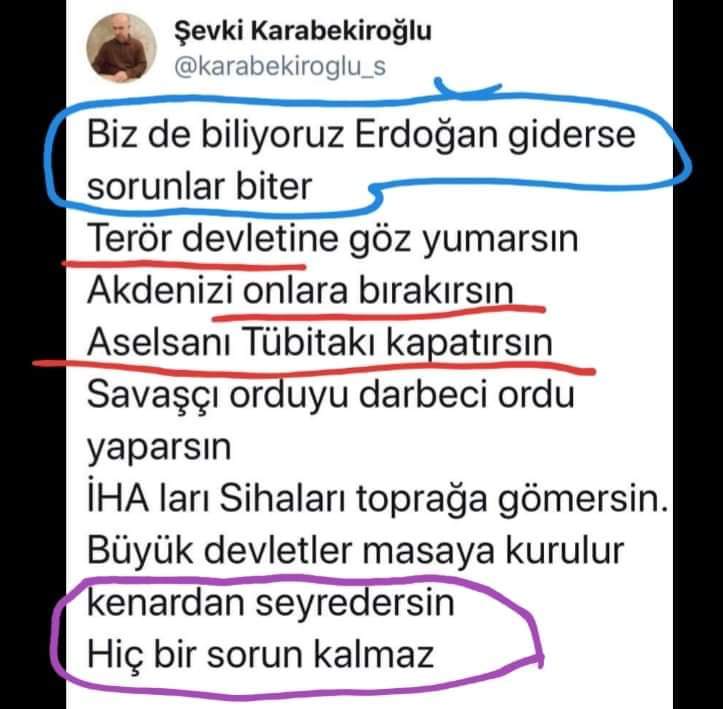 Şevki Karabekiroğlu
@karabekiroglu_s
Biz de biliyoruz Erdoğan giderse
sorunlar biter
Terör devletine göz yumarsın
Akdenizi onlara bırakırsın
Aselsanı Tübitakı kapatırsın
Savaşçı orduyu darbeci ordu
yaparsın
İHA ları Sihaları toprağa gömersin.
Büyük devletler masaya kurulur
kenardan seyredersin
Hiç bir sorun kalmaz